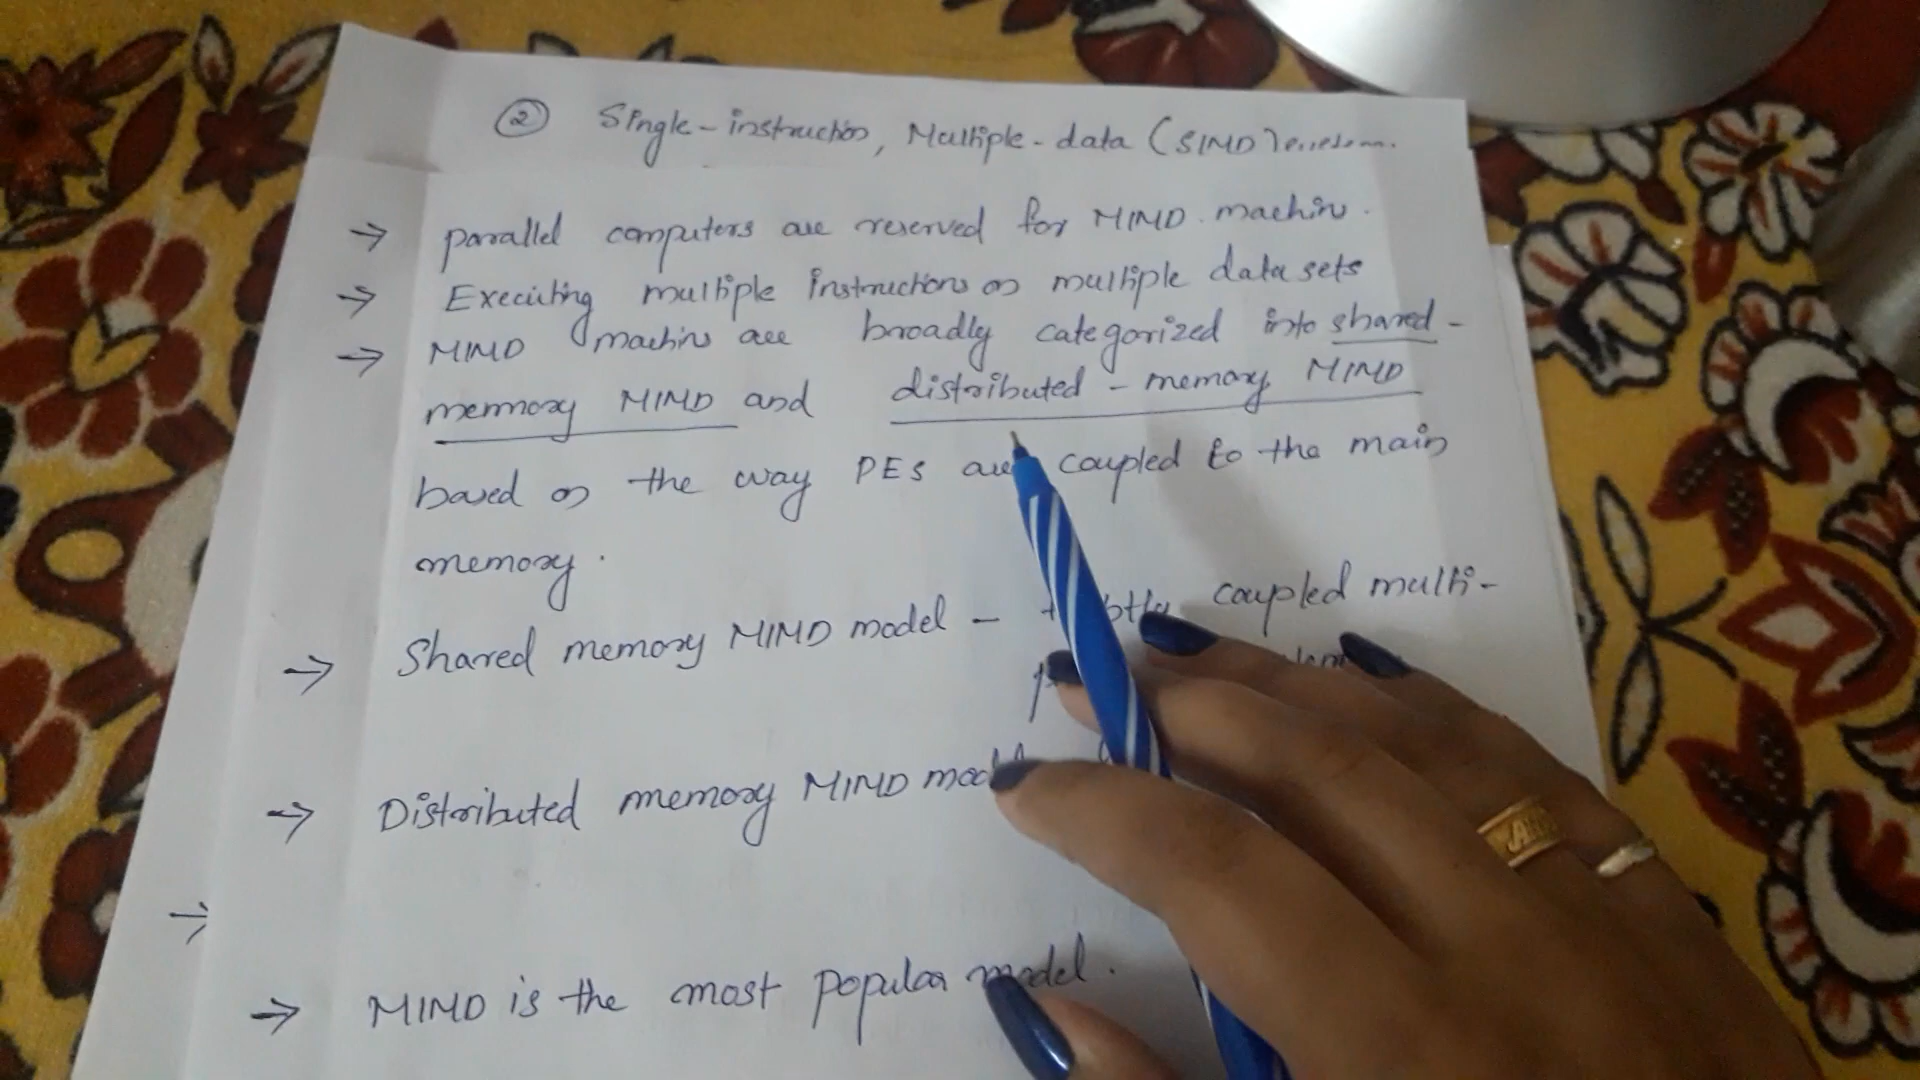 ② Single-instruction, Multiple-data (SIMD)
→ parallel computers are reserved for MIMD machine.
→ Executing multiple instructions on multiple data sets
→ MIMD machins are broadly categorized into shared-
memory MIMD and distributed - memory MIMD
based on the way PEs are coupled to the main
memory.
→ Shared memory MIMD model - coupled multi-
→ Distributed memory MIMD model
→
→ MIMD is the most popular model.